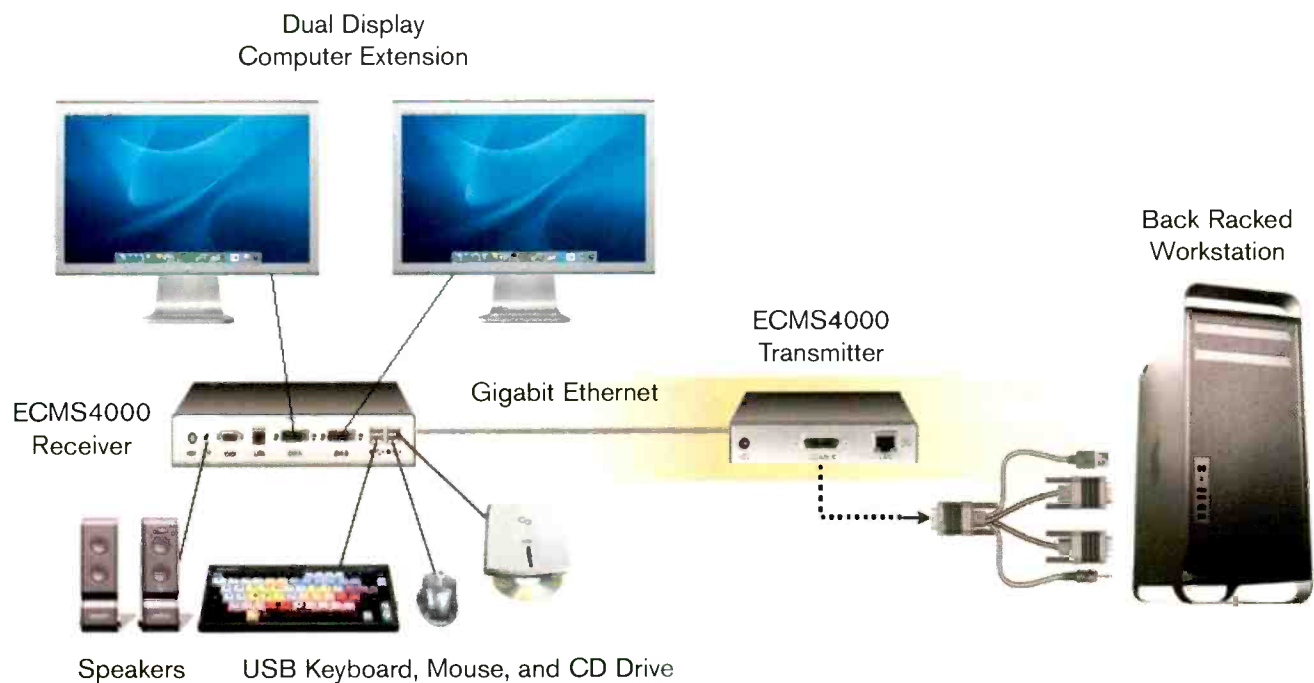 Dual Display
Computer Extension
Back Racked
Workstation
ECMS4000
Transmitter
Gigabit Ethernet
ECMS4000
Receiver
Speakers
USB Keyboard, Mouse, and CD Drive